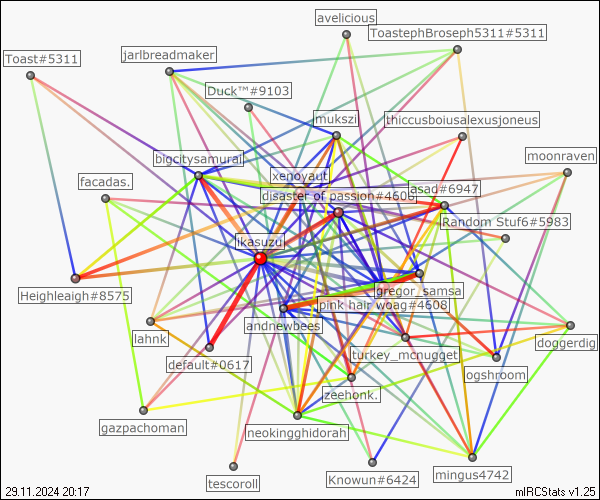 avelicious
ToastephBroseph5311#5311
jarlbreadmaker
Toast#5311
Duck™#9103
mukszi
thiccusboiusalexusjoneus
bigcitysamurai
moonraven
xenoyaut
facadas.
disaster of passion#4605
asad#6947
Random Stuf6#5983
ikasuzu
Heighleaigh#8575
gregor_samsa
pink hair woag#4608
andnewbees
lahnk
doggerdig
turkey_mcnugget
default#0617
ogshroom
zeehonk.
gazpachoman
neokingghidorah
mingus4742
tescoroll
Knowun#6424
29.11.2024 20:17
mIRCStats v1.25